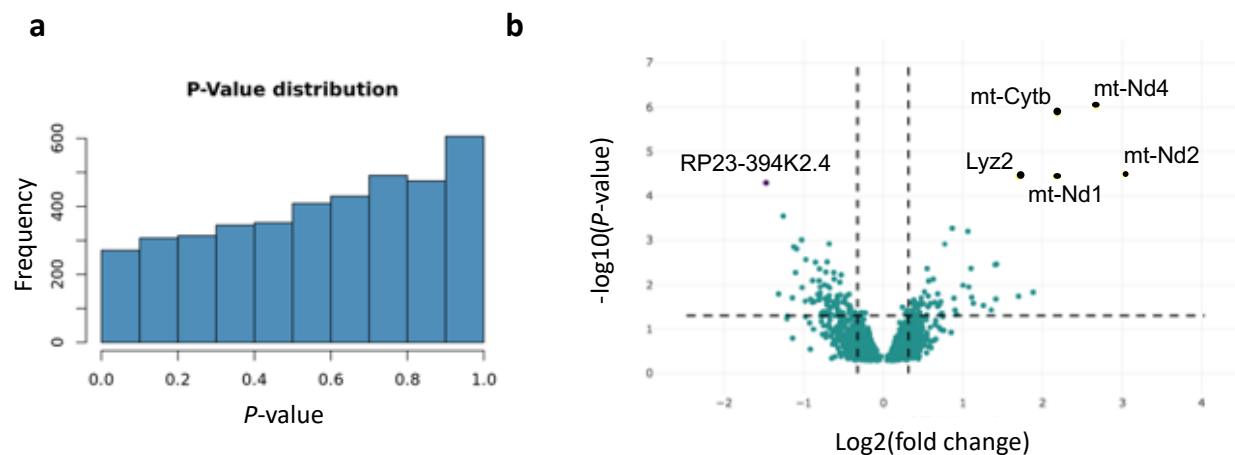 a
P-Value distribution
Frequency
600
400
200
0
0.0 0.2 0.4 0.6 0.8 1.0
P-value
b
-log10(P-value)
7
6
5
4
3
2
1
0
mt-Cytb
mt-Nd4
RP23-394K2.4
Lyz2
mt-Nd2
mt-Nd1
−2 −1 0 1 2 3 4
Log2(fold change)